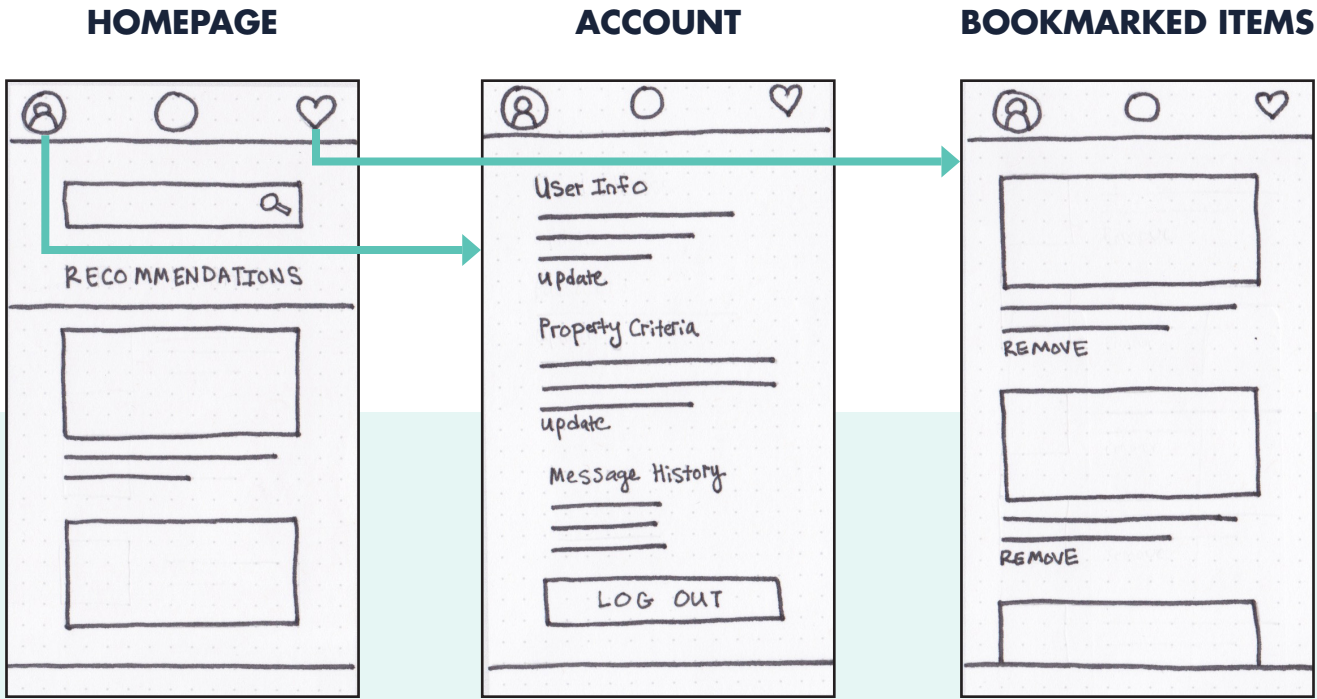 HOMEPAGE
RECOMMENDATIONS
ACCOUNT
User Info
update
Property Criteria
update
Message History
LOG OUT
BOOKMARKED ITEMS
REMOVE
REMOVE